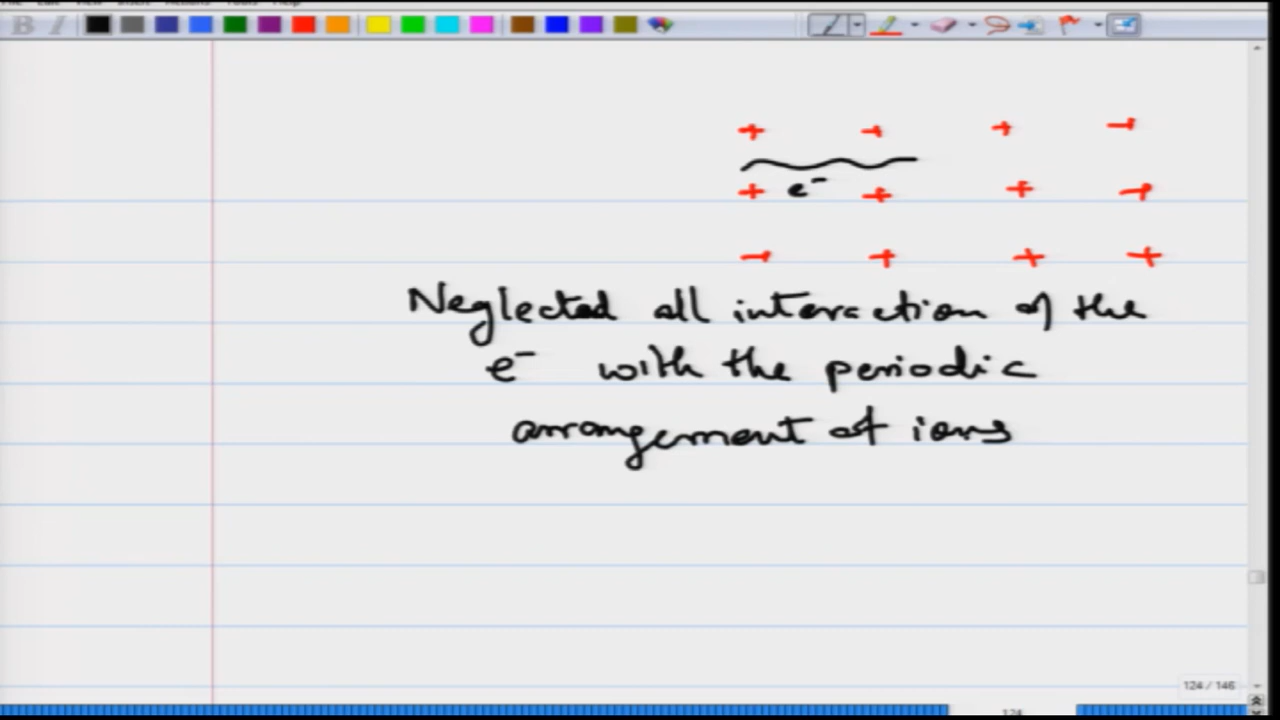 B I
+ + + +
e⁻
+ + + +
- + + +
Neglected all interaction of the
e⁻ with the periodic
arrangement of ions
124 / 146